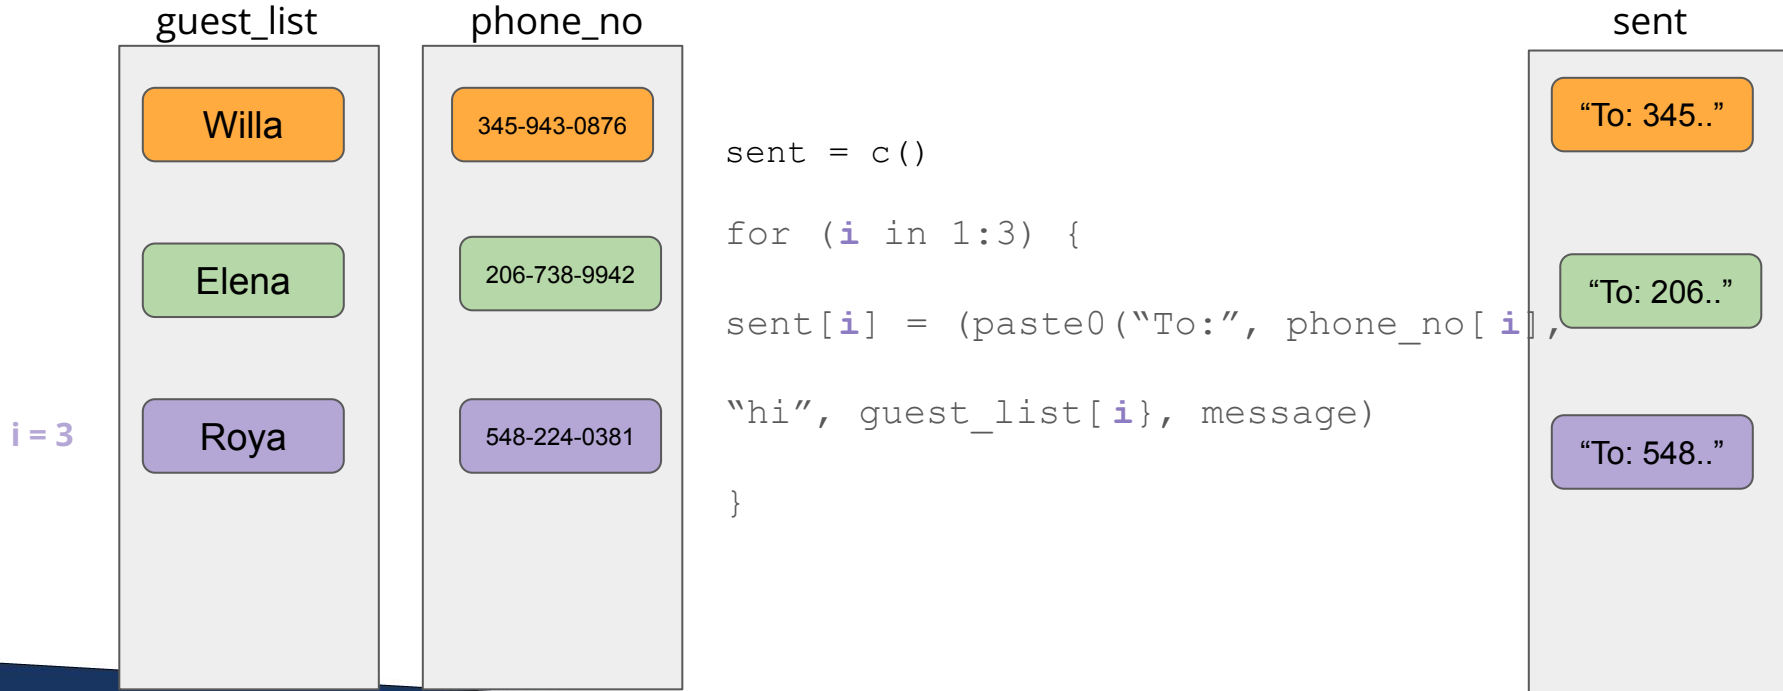 guest_list
phone_no
sent
Willa
345-943-0876
“To: 345..”
sent = c()
for (i in 1:3) {
Elena
206-738-9942
“To: 206..”
sent[i] = (paste0(“To:”, phone_no[i],
“hi”, guest_list[i}, message)
i = 3
Roya
548-224-0381
“To: 548..”
}